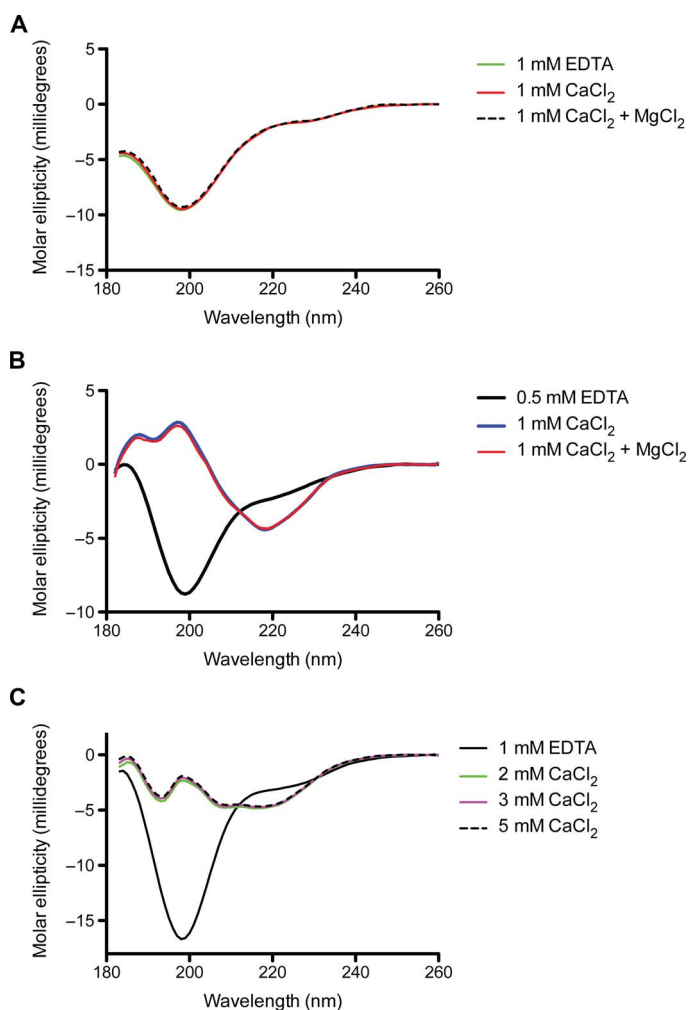 A
5
0
−5
−10
−15
180 200 220 240 260
Molar ellipticity (millidegrees)
Wavelength (nm)
1 mM EDTA
1 mM CaCl₂
1 mM CaCl₂ + MgCl₂
B
5
0
−5
−10
180 200 220 240 260
Molar ellipticity (millidegrees)
Wavelength (nm)
0.5 mM EDTA
1 mM CaCl₂
1 mM CaCl₂ + MgCl₂
C
0
−5
−10
−15
180 200 220 240 260
Molar ellipticity (millidegrees)
Wavelength (nm)
1 mM EDTA
2 mM CaCl₂
3 mM CaCl₂
5 mM CaCl₂